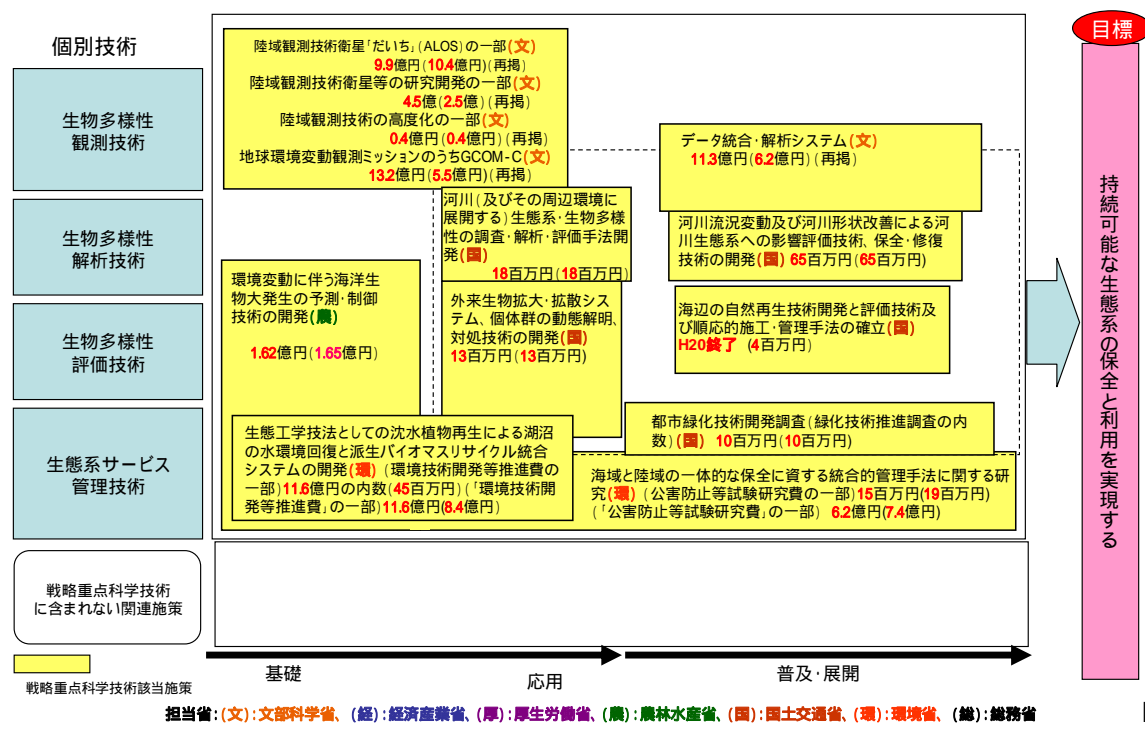 目標
個別技術
陸域観測技術衛星「だいち」(ALOS)の一部(文)
9.9億円(10.4億円)(再掲)
陸域観測技術衛星等の研究開発の一部(文)
4.5億(2.5億)(再掲)
陸域観測技術の高度化の一部(文)
0.4億円(0.4億円)(再掲)
地球環境変動観測ミッションのうちGCOM-C(文)
13.2億円(5.5億円)(再掲)
生物多様性
観測技術
データ統合・解析システム(文)
11.3億円(6.2億円)(再掲)
生物多様性
解析技術
河川(及びその周辺環境に
展開する)生態系・生物多様
性の調査・解析・評価手法開
発(国)
18百万円(18百万円)
河川流況変動及び河川形状改善による河
川生態系への影響評価技術、保全・修復
技術の開発(国) 65百万円(65百万円)
環境変動に伴う海洋生
物大発生の予測・制御
技術の開発(農)
1.62億円(1.65億円)
外来生物拡大・拡散シス
テム、個体群の動態解明、
対処技術の開発(国)
13百万円(13百万円)
海辺の自然再生技術開発と評価技術及
び順応的施工・管理手法の確立(国)
H20終了 (4百万円)
生物多様性
評価技術
生態系サービス
管理技術
生態工学技法としての沈水植物再生による湖沼
の水環境回復と派生バイオマスリサイクル統合
システムの開発(環)(環境技術開発等推進費の
一部)11.6億円の内数(45百万円)(「環境技術開
発等推進費」の一部)11.6億円(8.4億円)
都市緑化技術開発調査(緑化技術推進調査の内
数)(国) 10百万円(10百万円)
海域と陸域の一体的な保全に資する統合的管理手法に関する研
究(環)(公害防止等試験研究費の一部)15百万円(19百万円)
(「公害防止等試験研究費」の一部) 6.2億円(7.4億円)
持続可能な生態系の保全と利用を実現する
戦略重点科学技術
に含まれない関連施策
戦略重点科学技術該当施策
基礎
応用
普及・展開
担当省:(文):文部科学省、(経):経済産業省、(厚):厚生労働省、(農):農林水産省、(国):国土交通省、(環):環境省、(総):総務省